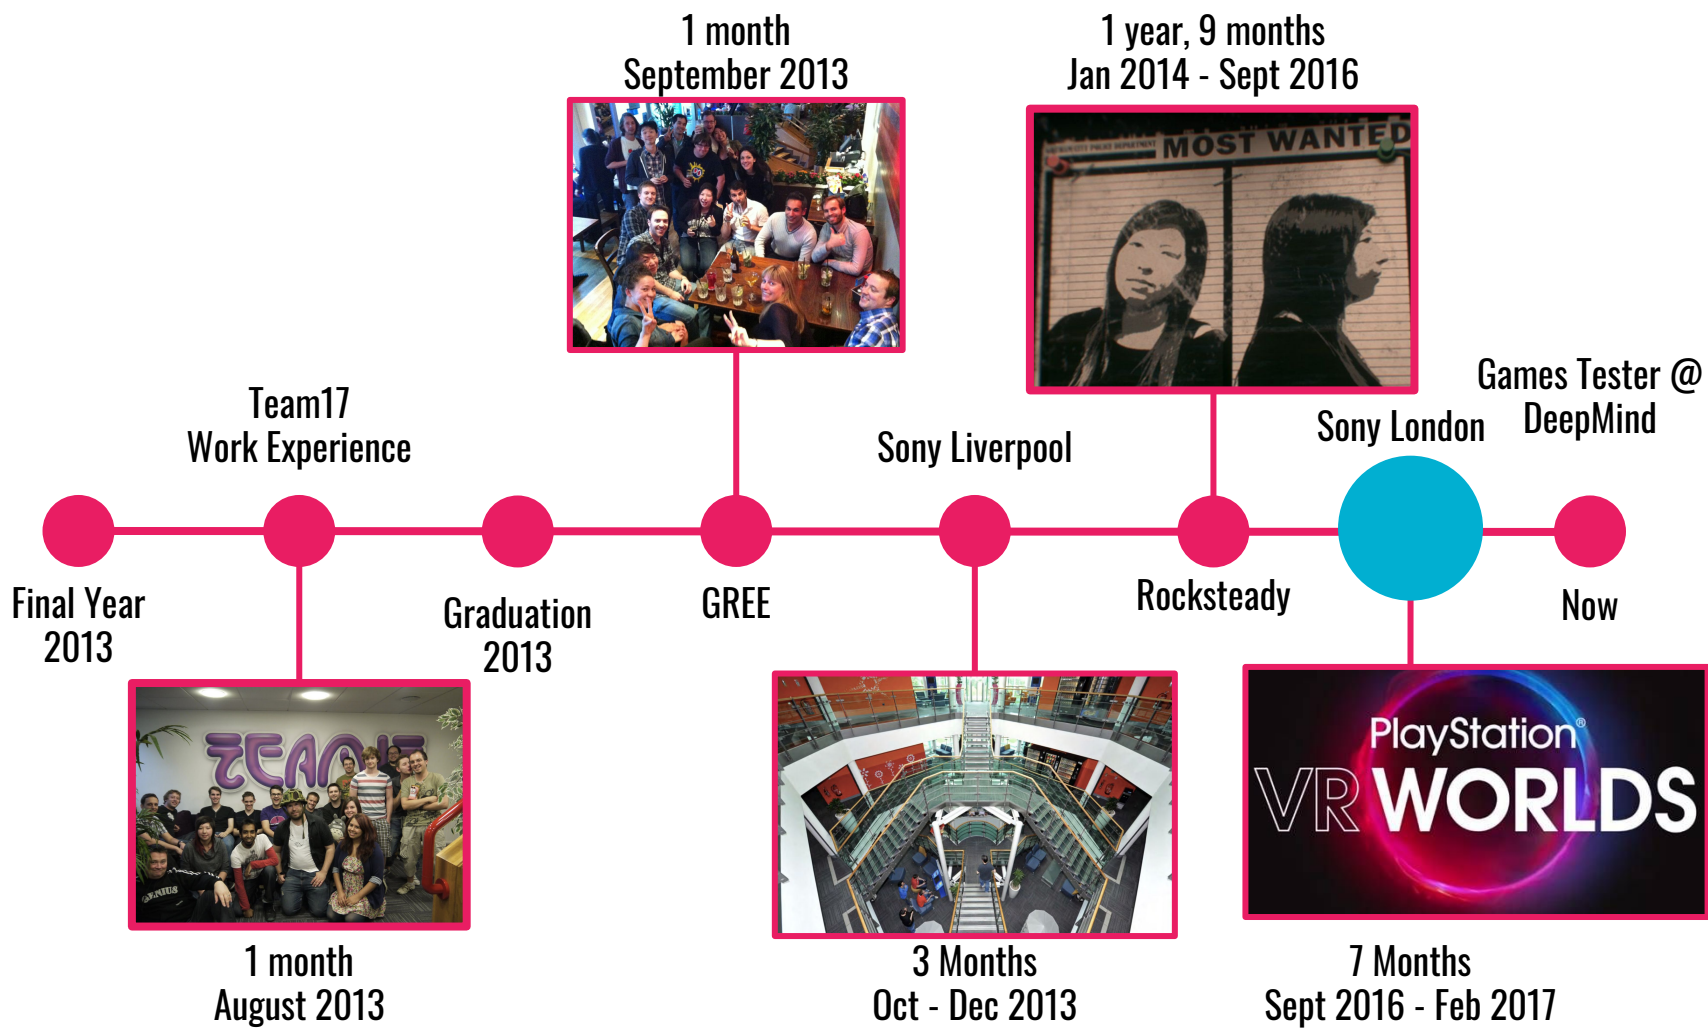 1 month
September 2013
1 year, 9 months
Jan 2014 - Sept 2016
MOST WANTED
Team17
Work Experience
Sony Liverpool
Sony London
Games Tester @
DeepMind
Final Year
2013
Graduation
2013
GREE
Rocksteady
Now
TEAM17
GENIUS
PlayStation®
VR WORLDS
1 month
August 2013
3 Months
Oct - Dec 2013
7 Months
Sept 2016 - Feb 2017